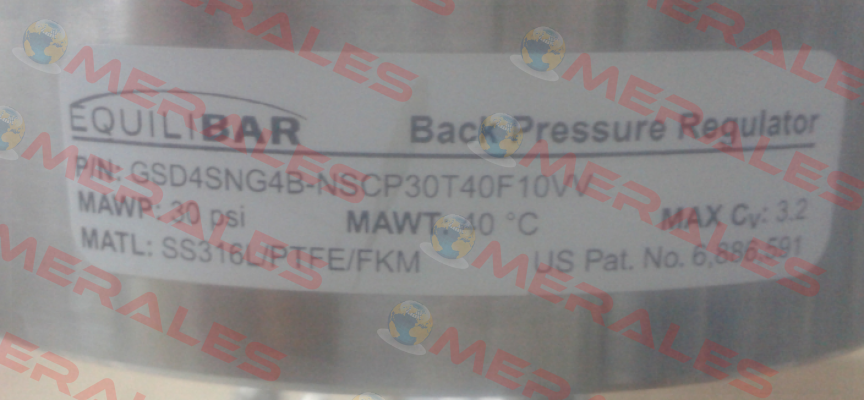 EQUILIBAR Back Pressure Regulator
P/N: GSD4SNG4B-NSCP30T40F10VV
MAWP: 30 psi MAWT: 40 °C MAX Cv: 3.2
MATL: SS316L/PTFE/FKM US Pat. No. 6,886,591
OMERALES